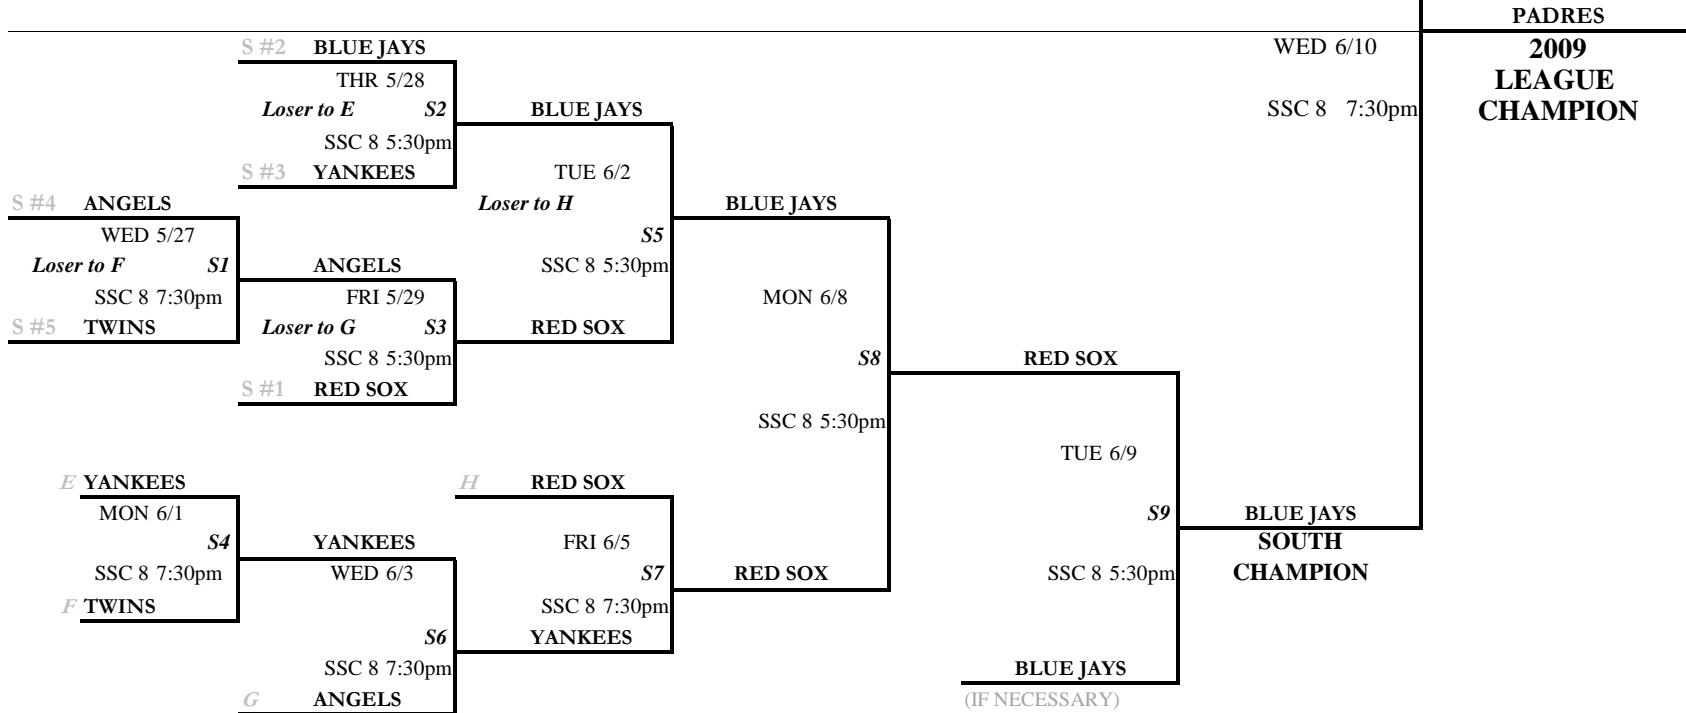 PADRES
S #2 BLUE JAYS
WED 6/10
2009
THR 5/28
LEAGUE
Loser to E S2
BLUE JAYS
SSC 8 7:30pm
CHAMPION
SSC 8 5:30pm
S #3 YANKEES
TUE 6/2
S #4 ANGELS
Loser to H
BLUE JAYS
WED 5/27
S5
Loser to F S1
ANGELS
SSC 8 5:30pm
SSC 8 7:30pm
FRI 5/29
MON 6/8
S #5 TWINS
Loser to G S3
RED SOX
SSC 8 5:30pm
S8
RED SOX
S #1 RED SOX
SSC 8 5:30pm
TUE 6/9
E YANKEES
H RED SOX
MON 6/1
S9
BLUE JAYS
S4
YANKEES
FRI 6/5
SOUTH
SSC 8 7:30pm
WED 6/3
S7
RED SOX
SSC 8 5:30pm
CHAMPION
F TWINS
SSC 8 7:30pm
S6
YANKEES
SSC 8 7:30pm
BLUE JAYS
G ANGELS
(IF NECESSARY)